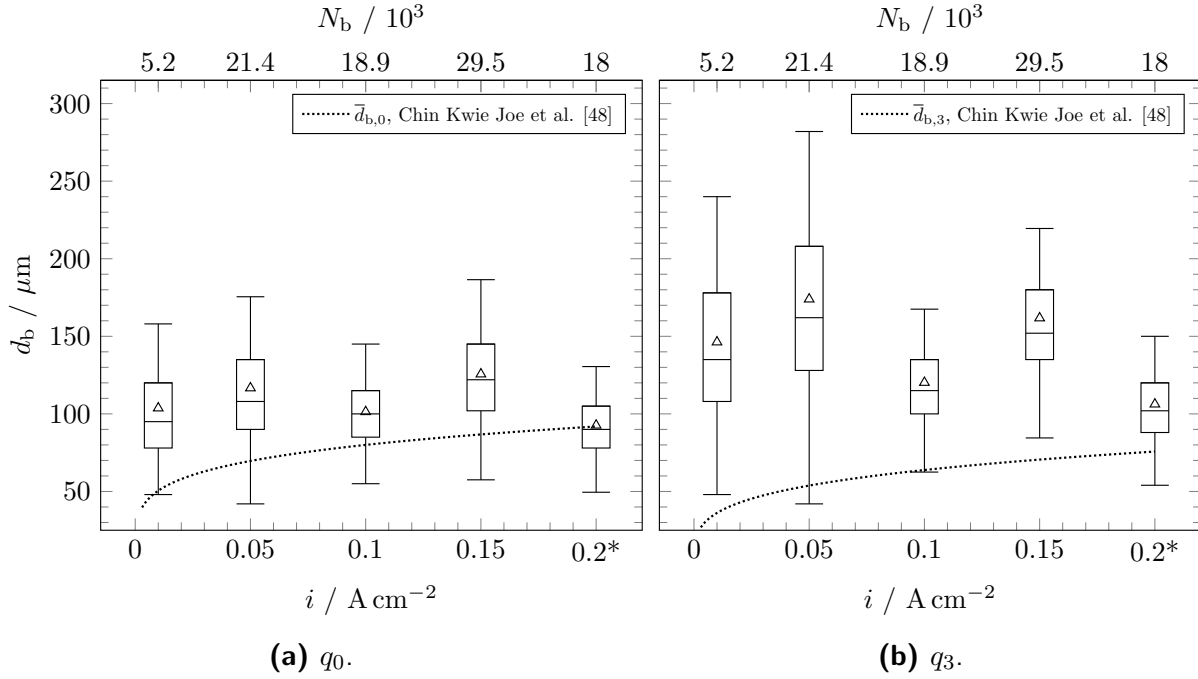 N_b / 10^3
N_b / 10^3
5.2 21.4 18.9 29.5 18
5.2 21.4 18.9 29.5 18
d̅_b,0, Chin Kwie Joe et al. [48]
d̅_b,3, Chin Kwie Joe et al. [48]
300
250
200
150
100
50
d_b / μm
0 0.05 0.1 0.15 0.2*
0 0.05 0.1 0.15 0.2*
i / A cm^−2
i / A cm^−2
(a) q_0.
(b) q_3.